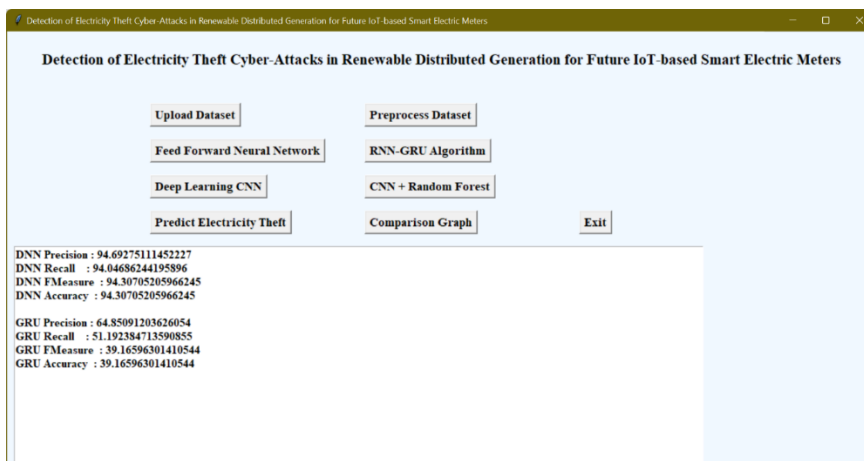 Detection of Electricity Theft Cyber-Attacks in Renewable Distributed Generation for Future IoT-based Smart Electric Meters
Detection of Electricity Theft Cyber-Attacks in Renewable Distributed Generation for Future IoT-based Smart Electric Meters
Upload Dataset
Preprocess Dataset
Feed Forward Neural Network
RNN-GRU Algorithm
Deep Learning CNN
CNN + Random Forest
Predict Electricity Theft
Comparison Graph
Exit
DNN Precision : 94.69275111452227
DNN Recall : 94.04686244195896
DNN FMeasure : 94.30705205966245
DNN Accuracy : 94.30705205966245
GRU Precision : 64.85091203626054
GRU Recall : 51.192384713590855
GRU FMeasure : 39.16596301410544
GRU Accuracy : 39.16596301410544